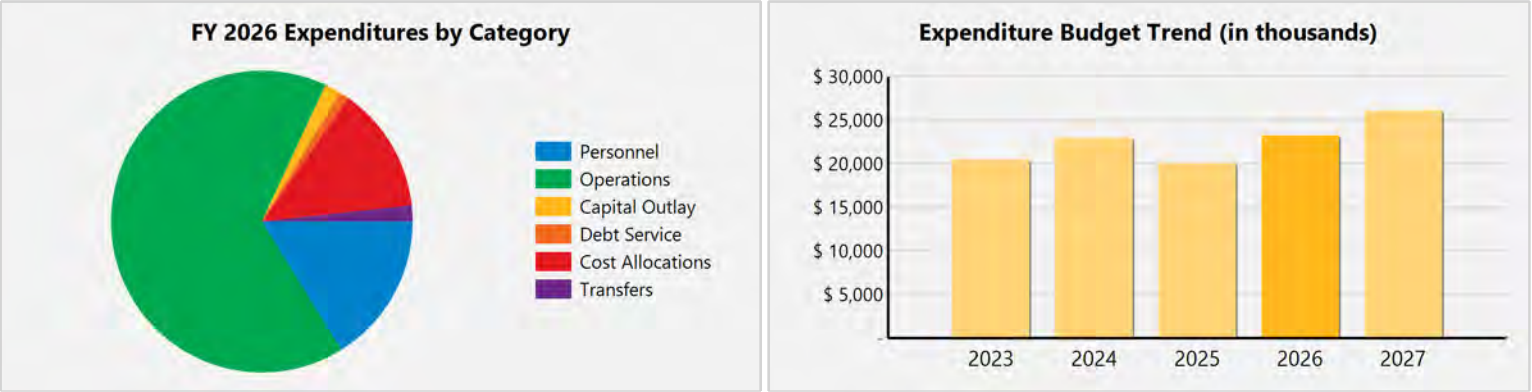 FY 2026 Expenditures by Category
Personnel
Operations
Capital Outlay
Debt Service
Cost Allocations
Transfers
Expenditure Budget Trend (in thousands)
$ 30,000
$ 25,000
$ 20,000
$ 15,000
$ 10,000
$ 5,000
-
2023 2024 2025 2026 2027